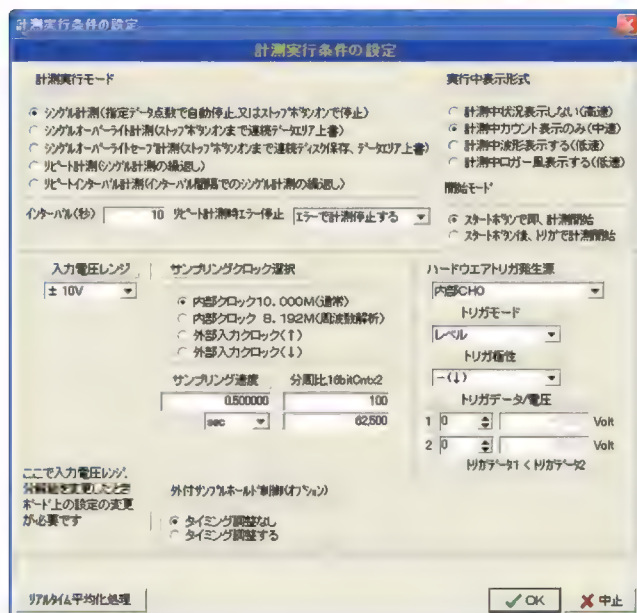 計測実行条件の設定
計測実行条件の設定
計測実行モード
シングル計測(指定データ点数で自動停止,又はストップボタンオンで停止)
シングルオーバーライト計測(ストップボタンオンまで連続データエリア上書)
シングルオーバーライトセーブ計測(ストップボタンオンまで連続ディスク保存、データエリア上書)
リピート計測(シングル計測の繰返し)
リピートインターバル計測(インターバル間隔でのシングル計測の繰返し)
実行中表示形式
計測中状況表示しない(高速)
計測中カウント表示のみ(中速)
計測中波形表示する(低速)
計測中ロガー風表示する(低速)
インターバル(秒) 10 リピート計測時エラー停止 エラーで計測停止する
開始モード
スタートボタンで即、計測開始
スタートボタン後、トリガで計測開始
入力電圧レンジ
± 10V
サンプリングクロック選択
内部クロック10.000M(通常)
内部クロック 8.192M(周波数解析)
外部入力クロック(↑)
外部入力クロック(↓)
サンプリング速度 分周比,16bitCntx2
0.500000 100
sec 62,500
ハードウエアトリガ発生源
内部CH0
トリガモード
レベル
トリガ極性
-(↓)
トリガデータ/電圧
1 0 Volt
2 0 Volt
トリガデータ1 < トリガデータ2
ここで入力電圧レンジ,
分解能を変更したとき
ボード上の設定の変更
が必要です
外付サンプルホールド制御(オプション)
タイミング調整なし
タイミング調整する
リアルタイム平均化処理
OK
中止